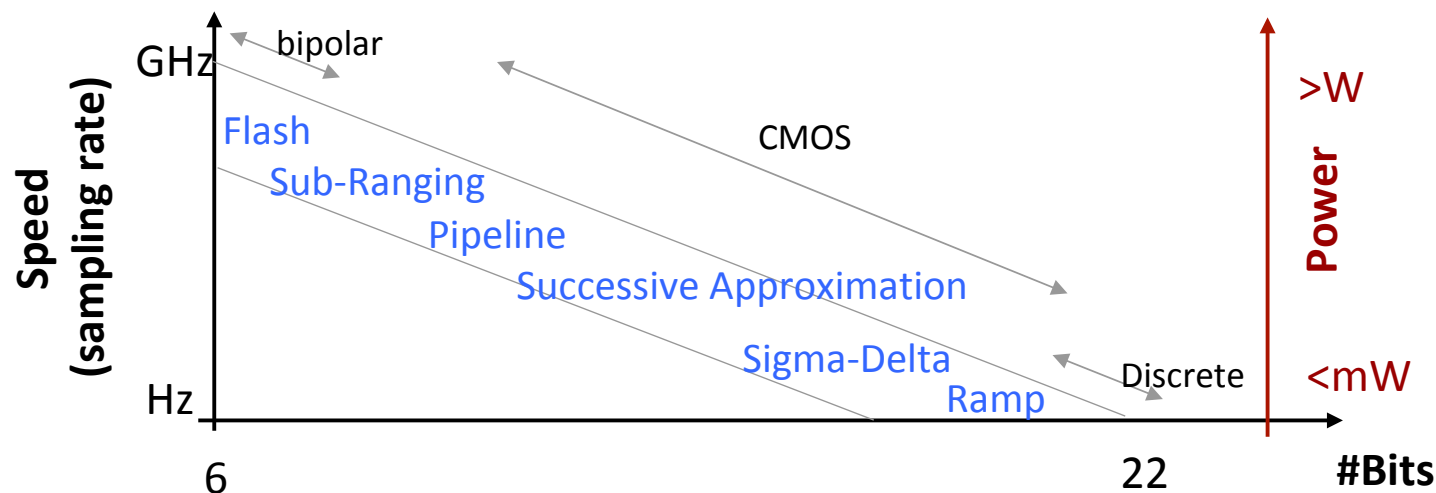 bipolar
GHz
>W
Flash
CMOS
Speed
(sampling rate)
Sub-Ranging
Power
Pipeline
Successive Approximation
Sigma-Delta
Discrete
<mW
Hz
Ramp
6
22
#Bits